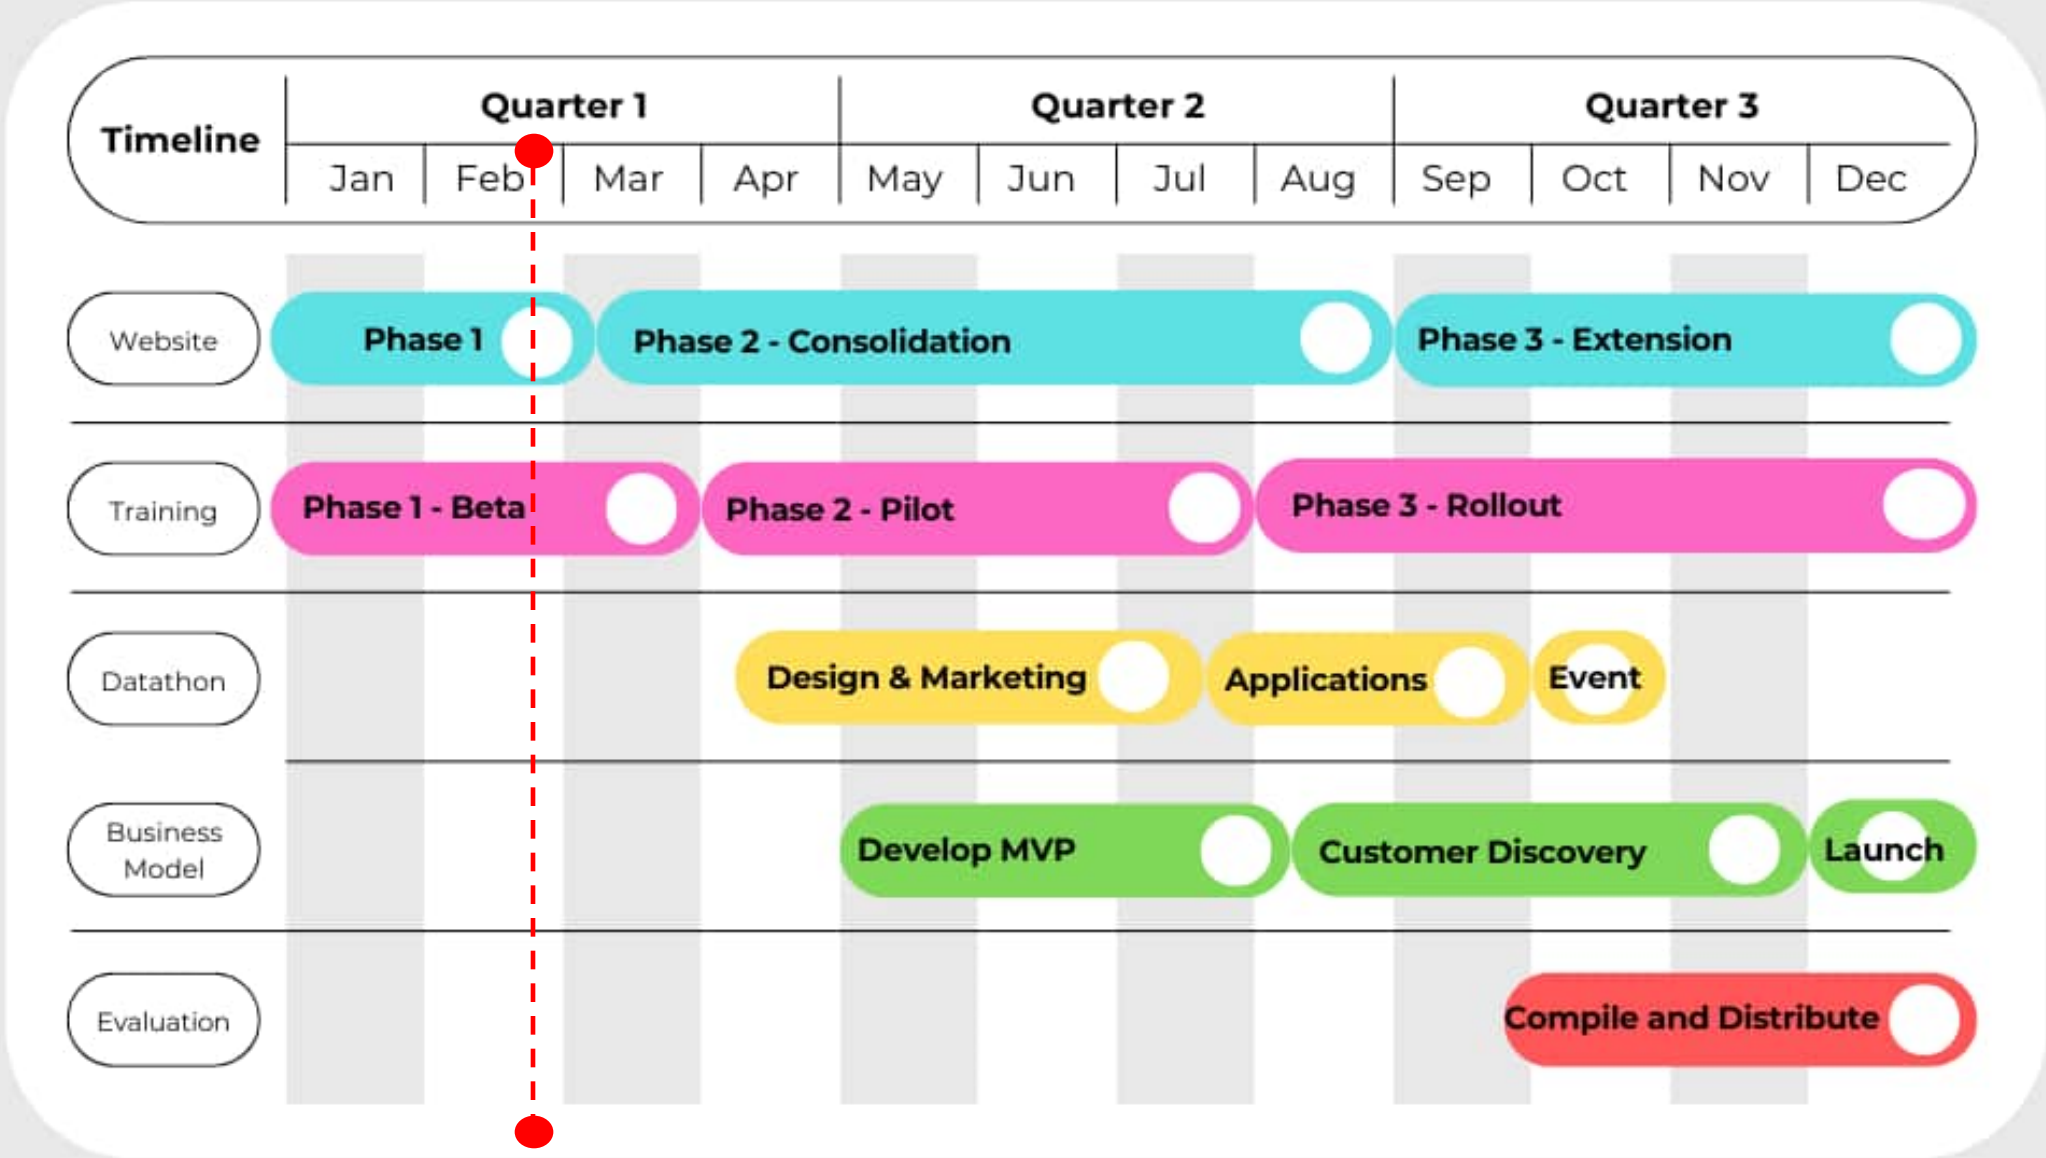 Timeline
Quarter 1
Quarter 2
Quarter 3
Jan Feb Mar Apr May Jun Jul Aug Sep Oct Nov Dec
Website
Phase 1
Phase 2 - Consolidation
Phase 3 - Extension
Training
Phase 1 - Beta
Phase 2 - Pilot
Phase 3 - Rollout
Datathon
Design & Marketing
Applications
Event
Business
Model
Develop MVP
Customer Discovery
Launch
Evaluation
Compile and Distribute